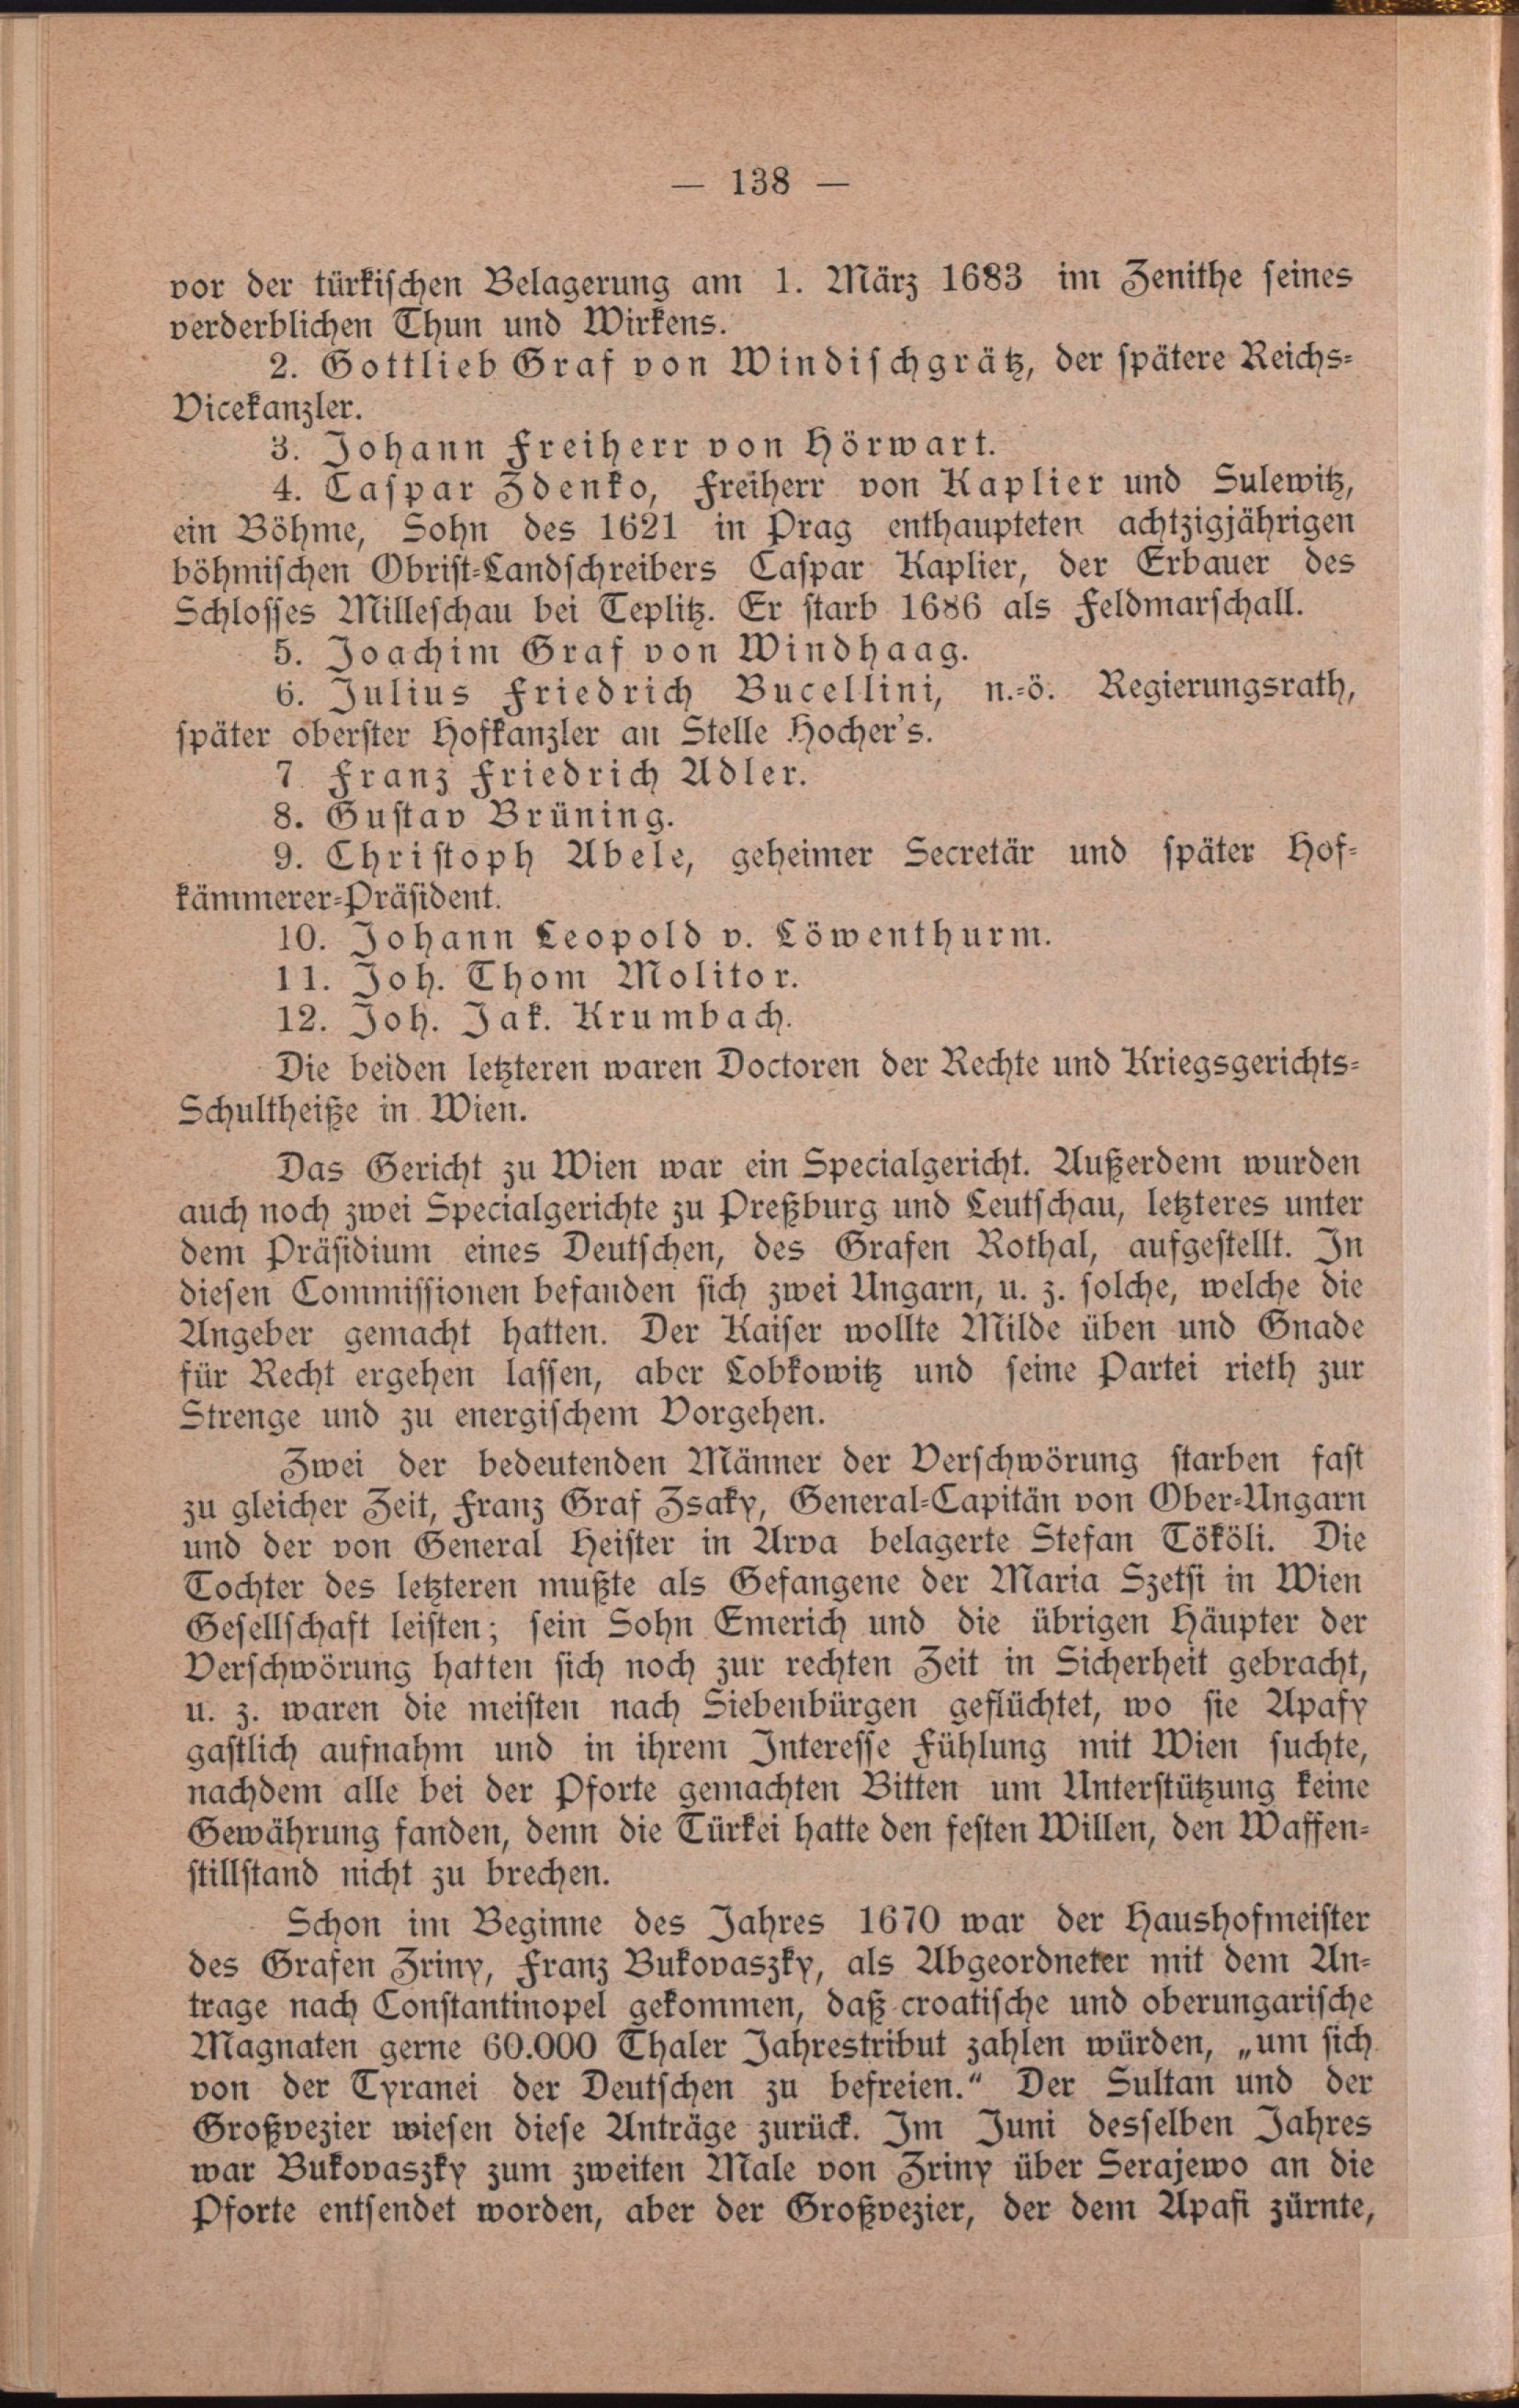 — 138 —
vor der türkischen Belagerung am 1. März 1683 im Zenithe seines
verderblichen Thun und Wirkens.
2. Gottlieb Graf von Windischgrätz, der spätere Reichs-
Vicekanzler.
3. Johann Freiherr von Hörwart.
4. Caspar Zdenko, Freiherr von Kaplier und Sulewitz,
ein Böhme, Sohn des 1621 in Prag enthaupteten achtzigjährigen
böhmischen Obrist-Landschreibers Caspar Kaplier, der Erbauer des
Schlosses Milleschau bei Teplitz. Er starb 1686 als Feldmarschall.
5. Joachim Graf von Windhaag.
6. Julius Friedrich Bucellini, n.-ö. Regierungsrath,
später oberster Hofkanzler an Stelle Hocher's.
7. Franz Friedrich Adler.
8. Gustav Brüning.
9. Christoph Abele, geheimer Secretär und später Hof-
kämmerer-Präsident.
10. Johann Leopold v. Löwenthurm.
11. Joh. Thom Molitor.
12. Joh. Jak. Krumbach.
Die beiden letzteren waren Doctoren der Rechte und Kriegsgerichts-
Schultheiße in Wien.
Das Gericht zu Wien war ein Specialgericht. Außerdem wurden
auch noch zwei Specialgerichte zu Preßburg und Leutschau, letzteres unter
dem Präsidium eines Deutschen, des Grafen Rothal, aufgestellt. In
diesen Commissionen befanden sich zwei Ungarn, u. z. solche, welche die
Angeber gemacht hatten. Der Kaiser wollte Milde üben und Gnade
für Recht ergehen lassen, aber Lobkowitz und seine Partei rieth zur
Strenge und zu energischem Vorgehen.
Zwei der bedeutenden Männer der Verschwörung starben fast
zu gleicher Zeit, Franz Graf Zsaky, General-Capitän von Ober-Ungarn
und der von General Heister in Arva belagerte Stefan Tököli. Die
Tochter des letzteren mußte als Gefangene der Maria Szetsi in Wien
Gesellschaft leisten; sein Sohn Emerich und die übrigen Häupter der
Verschwörung hatten sich noch zur rechten Zeit in Sicherheit gebracht,
u. z. waren die meisten nach Siebenbürgen geflüchtet, wo sie Apafy
gastlich aufnahm und in ihrem Interesse Fühlung mit Wien suchte,
nachdem alle bei der Pforte gemachten Bitten um Unterstützung keine
Gewährung fanden, denn die Türkei hatte den festen Willen, den Waffen-
stillstand nicht zu brechen.
Schon im Beginne des Jahres 1670 war der Haushofmeister
des Grafen Zriny, Franz Bukovaszky, als Abgeordneter mit dem An-
trage nach Constantinopel gekommen, daß croatische und oberungarische
Magnaten gerne 60.000 Thaler Jahrestribut zahlen würden, „um sich
von der Tyranei der Deutschen zu befreien.“ Der Sultan und der
Großvezier wiesen diese Anträge zurück. Im Juni desselben Jahres
war Bukovaszky zum zweiten Male von Zriny über Serajewo an die
Pforte entsendet worden, aber der Großvezier, der dem Apafi zürnte,